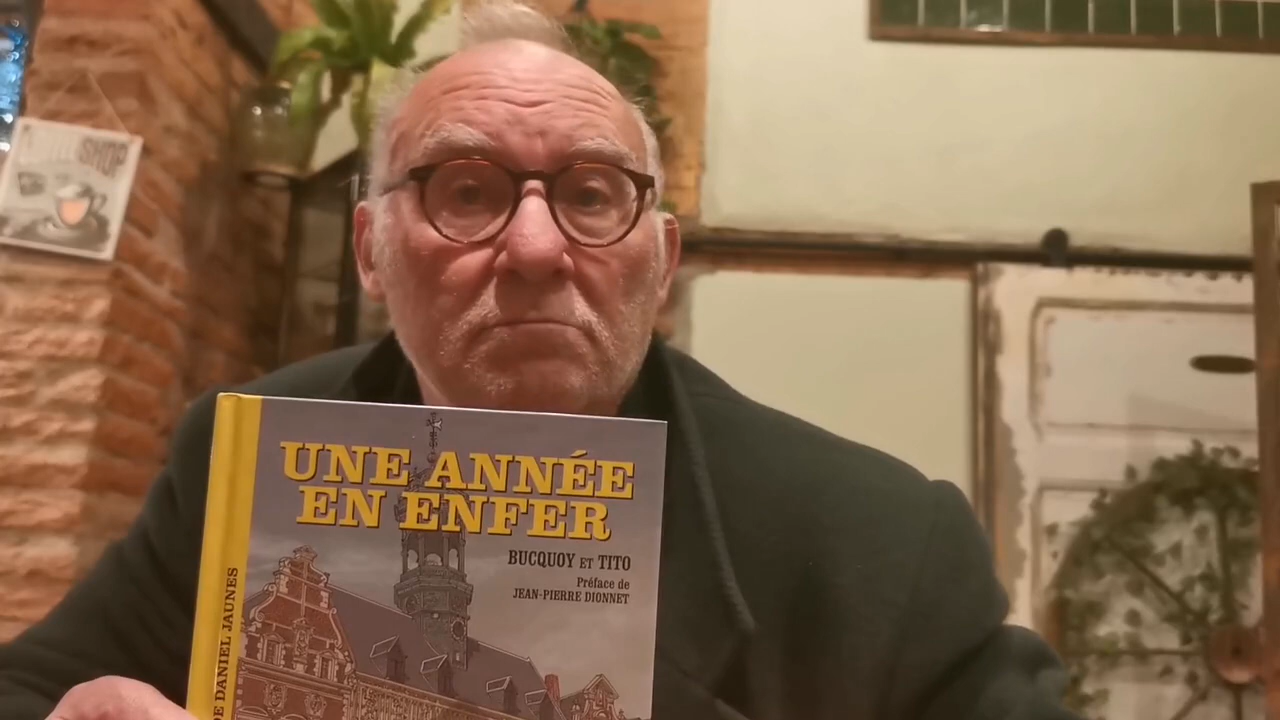 SHOP
UNE ANNÉE
EN ENFER
BUCQUOY ET TITO
Préface de
JEAN-PIERRE DIONNET
DE DANIEL JAUNES